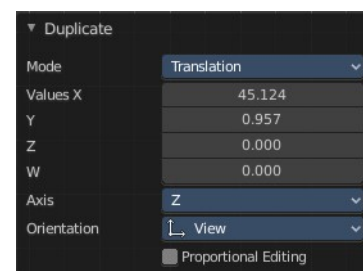 Duplicate
Mode Translation
Values X 45.124
Y 0.957
Z 0.000
W 0.000
Axis Z
Orientation View
Proportional Editing